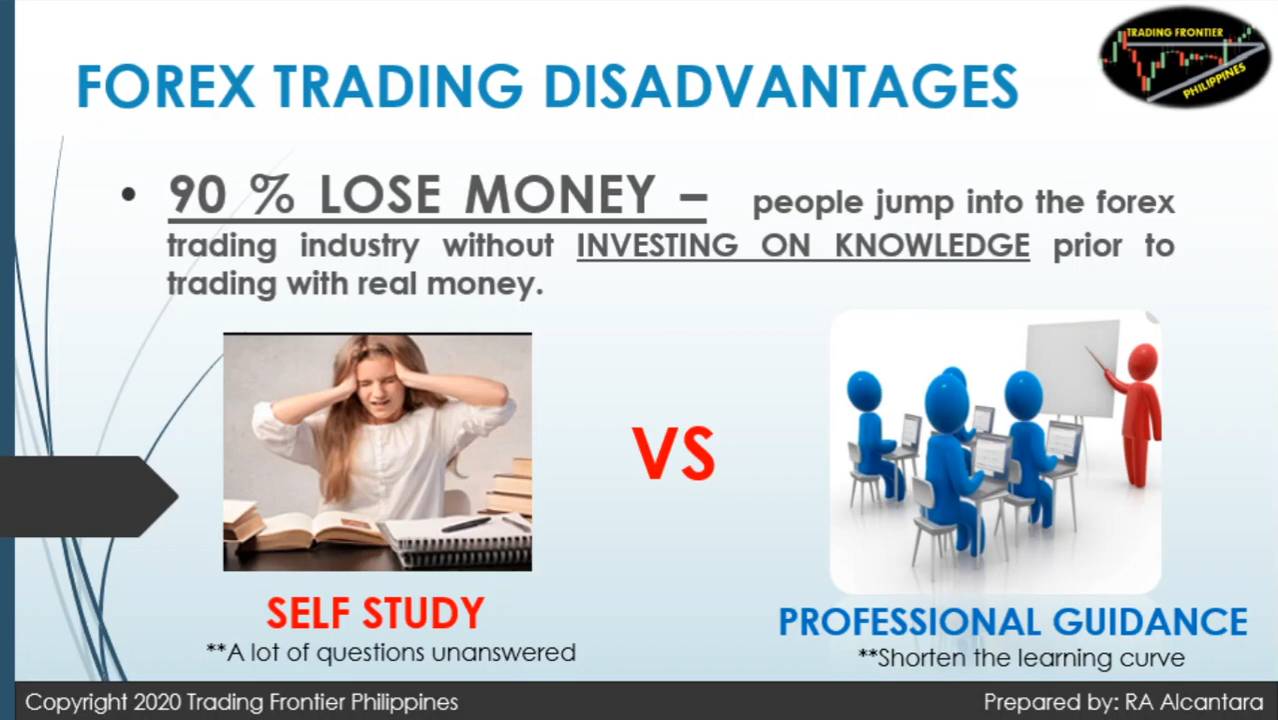 TRADING FRONTIER
PHILIPPINES
FOREX TRADING DISADVANTAGES
• 90 % LOSE MONEY – people jump into the forex
trading industry without INVESTING ON KNOWLEDGE prior to
trading with real money.
VS
SELF STUDY
**A lot of questions unanswered
PROFESSIONAL GUIDANCE
**Shorten the learning curve
Copyright 2020 Trading Frontier Philippines
Prepared by: RA Alcantara